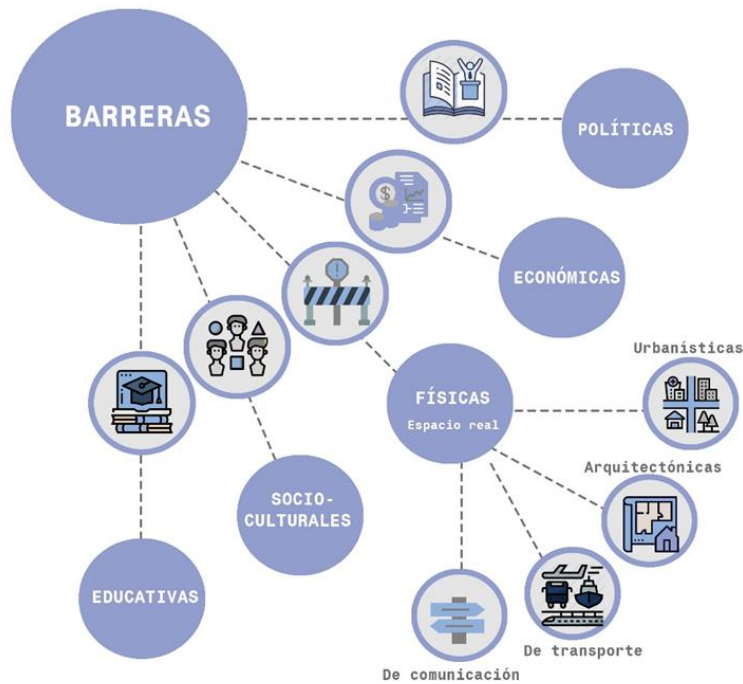 BARRERAS
POLÍTICAS
ECONÓMICAS
Urbanísticas
FÍSICAS
Espacio real
Arquitectónicas
SOCIO-
CULTURALES
EDUCATIVAS
De transporte
De comunicación